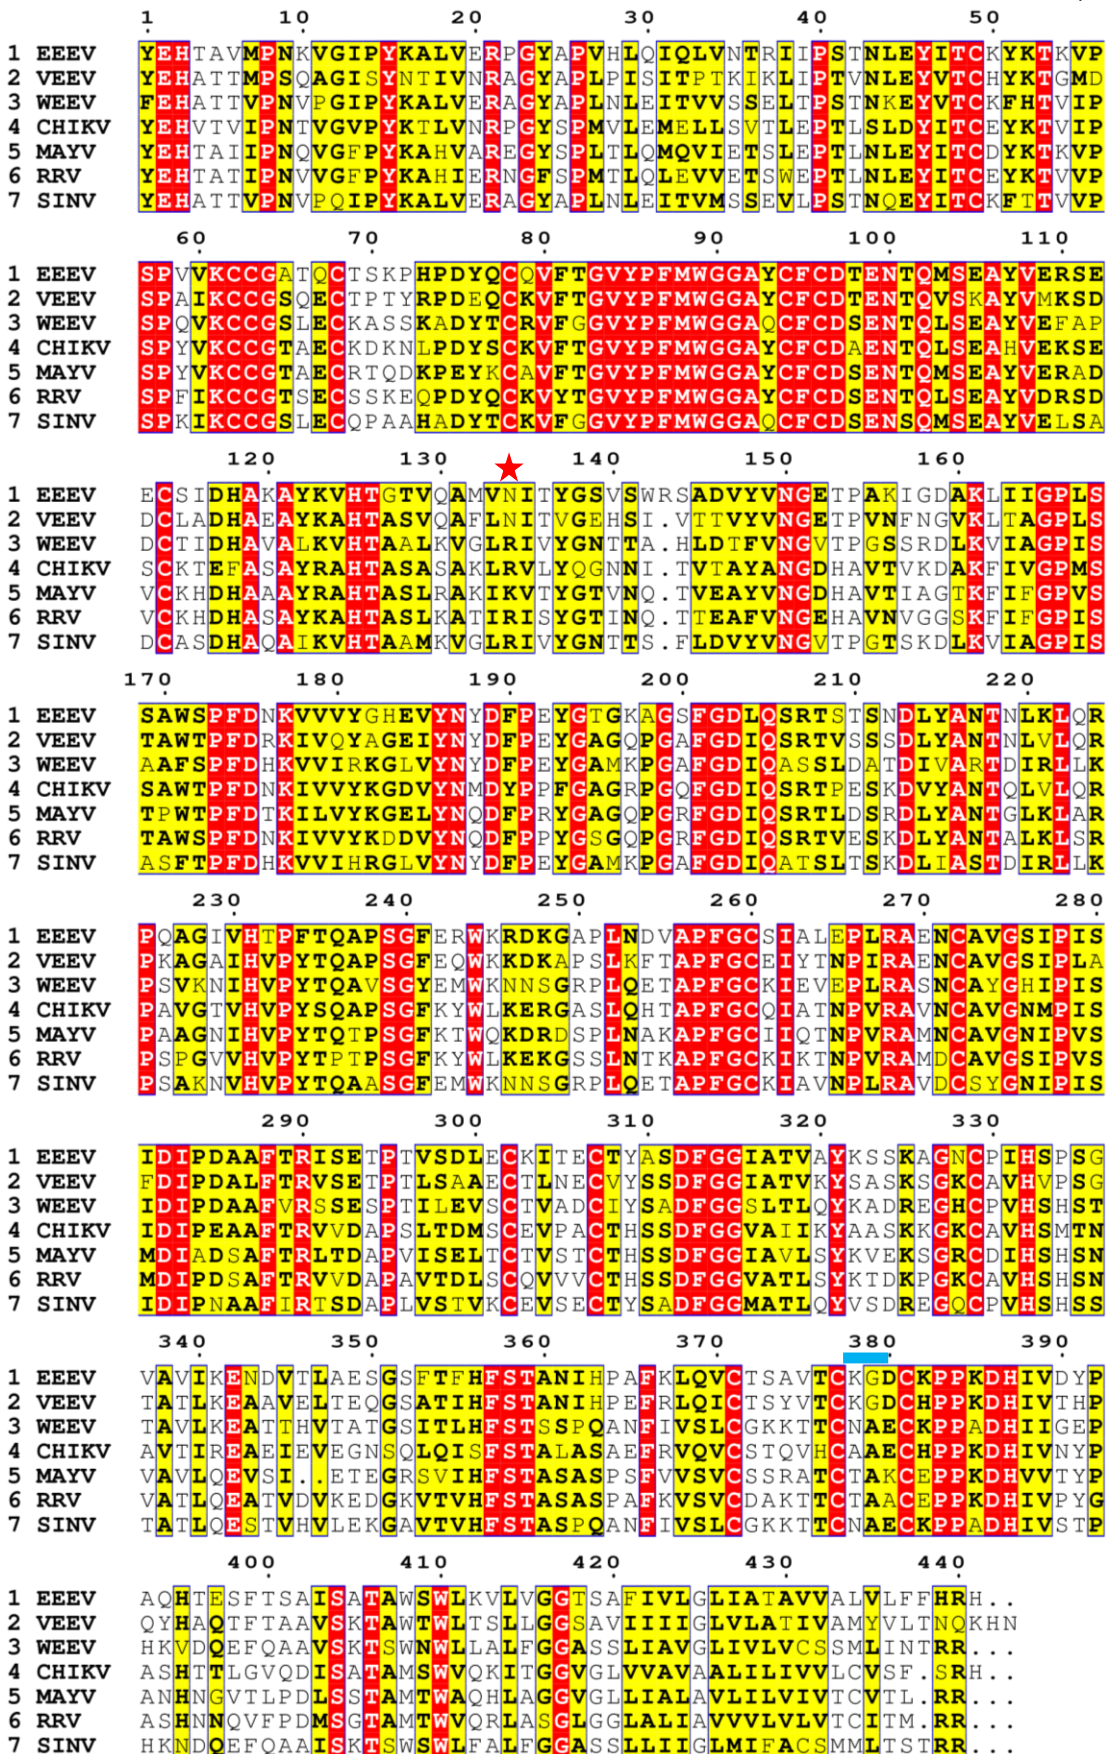 1 10 20 30 40 50
1 EEEV YEHTAVMPNKVGIPYKALVERPGYAPVHLQIQLVNTRIIPSTNLEYITCKYKTKVP
2 VEEV YEHATTMPSQAGISYNTIVNRAGYAPLPISITPTKIKLIPTVNLEYVTCHYKTGMD
3 WEEV FEHATTVPNVPGIPYKALVERAGYAPLNLEITVVSSELTPSTNKEYVTCKFHTVIP
4 CHIKV YEHVTVIPNTVGVPYKTLVNRPGYSPMVLEMELLSVTLEPTLSLDYITCEYKTVIP
5 MAYV YEHTAIIPNQVGFPYKAHVAREGYSPLTLQMQVIETSLEPTLNLEYITCDYKTKVP
6 RRV YEHTATIPNVVGFPYKAHIERNGFSPMTLQLEVVETSWEPTLNLEYITCEYKTVVP
7 SINV YEHATTVPNVPQIPYKALVERAGYAPLNLEITVMSSEVLPSTNQEYITCKFTTVVP
60 70 80 90 100 110
1 EEEV SPVVKCCGATQCTSKPHPDYQCQVFTGVYPFMWGGAYCFCDTENTQMSEAYVERSE
2 VEEV SPAIKCCGSQECTPTYRPDEQCKVFTGVYPFMWGGAYCFCDTENTQVSKAYVMKSD
3 WEEV SPQVKCCGSLECKASSKADYTCRVFGGVYPFMWGGAQCFCDSENTQLSEAYVEFAP
4 CHIKV SPYVKCCGTAECKDKNLPDYSCKVFTGVYPFMWGGAYCFCDAENTQLSEAHVEKSE
5 MAYV SPYVKCCGTAECRTQDKPEYKCAVFTGVYPFMWGGAYCFCDSENTQMSEAYVERAD
6 RRV SPFIKCCGTSECSSKEQPDYQCKVYTGVYPFMWGGAYCFCDSENTQLSEAYVDRSD
7 SINV SPKIKCCGSLECQPAAHADYTCKVFGGVYPFMWGGAQCFCDSENSQMSEAYVELSA
120 130 140 150 160
1 EEEV ECSIDHAKAYKVHTGTVQAMVNITYGSVSWRSADVYVNGETPAKIGDAKLIIGPLS
2 VEEV DCLADHAEAYKAHTASVQAFLNITVGEHSI.VTTVYVNGETPVNFNGVKLTAGPLS
3 WEEV DCTIDHAVALKVHTAALKVGLRIVYGNTTA.HLDTFVNGVTPGSSRDLKVIAGPIS
4 CHIKV SCKTEFASAYRAHTASASAKLRVLYQGNNI.TVTAYANGDHAVTVKDAKFIVGPMS
5 MAYV VCKHDHAAAYRAHTASLRAKIKVTYGTVNQ.TVEAYVNGDHAVTIAGTKFIFGPVS
6 RRV VCKHDHASAYKAHTASLKATIRISYGTINQ.TTEAFVNGEHAVNVGGSKFIFGPIS
7 SINV DCASDHAQAIKVHTAAMKVGLRIVYGNTTS.FLDVYVNGVTPGTSKDLKVIAGPIS
170 180 190 200 210 220
1 EEEV SAWSPFDNKVVVYGHEVYNYDFPEYGTGKAGSFGDLQSRTSTSNDLYANTNLKLQR
2 VEEV TAWTPFDRKIVQYAGEIYNYDFPEYGAGQPGAFGDIQSRTVSSSDLYANTNLVLQR
3 WEEV AAFSPFDHKVVIRKGLVYNYDFPEYGAMKPGAFGDIQASSLDATDIVARTDIRLLK
4 CHIKV SAWTPFDNKIVVYKGDVYNMDYPPFGAGRPGQFGDIQSRTPESKDVYANTQLVLQR
5 MAYV TPWTPFDTKILVYKGELYNQDFPRYGAGQPGRFGDIQSRTLDSRDLYANTGLKLAR
6 RRV TAWSPFDNKIVVYKDDVYNQDFPPYGSGQPGRFGDIQSRTVESKDLYANTALKLSR
7 SINV ASFTPFDHKVVIHRGLVYNYDFPEYGAMKPGAFGDIQATSLTSKDLIASTDIRLLK
230 240 250 260 270 280
1 EEEV PQAGIVHTPFTQAPSGFERWKRDKGAPLNDVAPFGCSIALEPLRAENCAVGSIPIS
2 VEEV PKAGAIHVPYTQAPSGFEQWKKDKAPSLKFTAPFGCEIYTNPIRAENCAVGSIPLA
3 WEEV PSVKNIHVPYTQAVSGYEMWKNNSGRPLQETAPFGCKIEVEPLRASNCAYGHIPIS
4 CHIKV PAVGTVHVPYSQAPSGFKYWLKERGASLQHTAPFGCQIATNPVRAVNCAVGNMPIS
5 MAYV PAAGNIHVPYTQTPSGFKTWQKDRDSPLNAKAPFGCIIQTNPVRAMNCAVGNIPVS
6 RRV PSPGVVHVPYTPTPSGFKYWLKEKGSSLNTKAPFGCKIKTNPVRAMDCAVGSIPVS
7 SINV PSAKNVHVPYTQAASGFEMWKNNSGRPLQETAPFGCKIAVNPLRAVDCSYGNIPIS
290 300 310 320 330
1 EEEV IDIPDAAFTRISETPTVSDLECKITECTYASDFGGIATVAYKSSKAGNCPIHSPSG
2 VEEV FDIPDALFTRVSETPTLSAAECTLNECVYSSDFGGIATVKYSASKSGKCAVHVPSG
3 WEEV IDIPDAAFVRSSESPTILEVSCTVADCIYSADFGGSLTLQYKADREGHCPVHSHST
4 CHIKV IDIPEAAFTRVVDAPSLTDMSCEVPACTHSSDFGGVAIIKYAASKKGKCAVHSMTN
5 MAYV MDIADSAFTRLTDAPVISELTCTVSTCTHSSDFGGIAVLSYKVEKSGRCDIHSHSN
6 RRV MDIPDSAFTRVVDAPAVTDLSCQVVVCTHSSDFGGVATLSYKTDKPGKCAVHSHSN
7 SINV IDIPNAAFIRTSDAPLVSTVKCEVSECTYSADFGGMATLQYVSDREGQCPVHSHSS
340 350 360 370 380 390
1 EEEV VAVIKENDVTLAESGSFTFHFSTANIHPAFKLQVCTSAVTCKGDCKPPKDHIVDYP
2 VEEV TATLKEAAVELTEQGSATIHFSTANIHPEFRLQICTSYVTCKGDCHPPKDHIVTHP
3 WEEV TAVLKEATTHVTATGSITLHFSTSSPQANFIVSLCGKKTTCNAECKPPADHIIGEP
4 CHIKV AVTIREAEIEVEGNSQLQISFSTALASAEFRVQVCSTQVHCAAECHPPKDHIVNYP
5 MAYV VAVLQEVSI..ETEGRSVIHFSTASASPSFVVSVCSSRATCTAKCEPPKDHVVTYP
6 RRV VATLQEATVDVKEDGKVTVHFSTASASPAFKVSVCDAKTTCTAACEPPKDHIVPYG
7 SINV TATLQESTVHVLEKGAVTVHFSTASPQANFIVSLCGKKTTCNAECKPPADHIVSTP
400 410 420 430 440
1 EEEV AQHTESFTSAISATAWSWLKVLVGGTSAFIVLGLIATAVVALVLFFHRH..
2 VEEV QYHAQTFTAAVSKTAWTWLTSLLGGSAVIIIIGLVLATIVAMYVLTNQKHN
3 WEEV HKVDQEFQAAVSKTSWNWLLALFGGASSLIAVGLIVLVCSSMLINTRR...
4 CHIKV ASHTTLGVQDISATAMSWVQKITGGVGLVVAVAALILIVVLCVSF.SRH..
5 MAYV ANHNGVTLPDLSSTAMTWAQHLAGGVGLLIALAVLILVIVTCVTL.RR...
6 RRV ASHNNQVFPDMSGTAMTWVQRLASGLGGLALIAVVVLVLVTCITM.RR...
7 SINV HKNDQEFQAAISKTSWSWLFALFGGASSLLIIGLMIFACSMMLTSTRR...